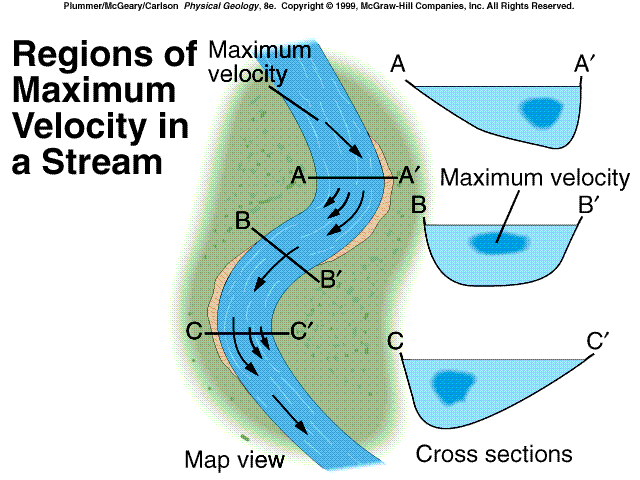 Plummer/McGeary/Carlson Physical Geology, 8e. Copyright © 1999, McGraw-Hill Companies, Inc. All Rights Reserved.
Regions of
Maximum
Velocity in
a Stream
Maximum
velocity
A
A′
A
A′
Maximum velocity
B
B′
B
B′
C
C′
C
C′
Map view
Cross sections